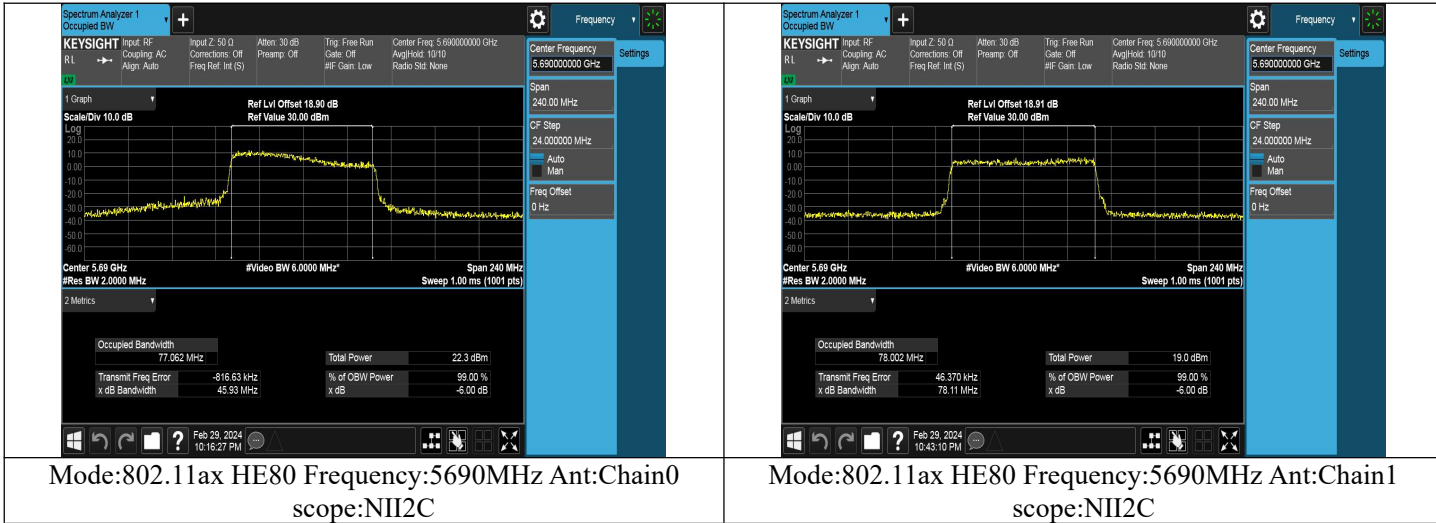 Spectrum Analyzer 1
Occupied BW
+
Frequency
KEYSIGHT
RL
LXI
Input: RF
Coupling: AC
Align: Auto
Input Z: 50 Ω
Corrections: Off
Freq Ref: Int (S)
Atten: 30 dB
Preamp: Off
Trig: Free Run
Gate: Off
#IF Gain: Low
Center Freq: 5.690000000 GHz
Avg|Hold: 10/10
Radio Std: None
Center Frequency
5.690000000 GHz
Settings
Span
240.00 MHz
CF Step
24.000000 MHz
Auto
Man
Freq Offset
0 Hz
1 Graph
Scale/Div 10.0 dB
Ref Lvl Offset 18.90 dB
Ref Value 30.00 dBm
Log
20.0
10.0
0.00
-10.0
-20.0
-30.0
-40.0
-50.0
-60.0
Center 5.69 GHz
#Res BW 2.0000 MHz
#Video BW 6.0000 MHz*
Span 240 MHz
Sweep 1.00 ms (1001 pts)
2 Metrics
Occupied Bandwidth
77.062 MHz
Total Power 22.3 dBm
Transmit Freq Error -816.63 kHz
% of OBW Power 99.00 %
x dB Bandwidth 45.93 MHz
x dB -6.00 dB
?
Feb 29, 2024
10:16:27 PM
Mode:802.11ax HE80 Frequency:5690MHz Ant:Chain0
scope:NII2C
Spectrum Analyzer 1
Occupied BW
+
Frequency
KEYSIGHT
RL
LXI
Input: RF
Coupling: AC
Align: Auto
Input Z: 50 Ω
Corrections: Off
Freq Ref: Int (S)
Atten: 30 dB
Preamp: Off
Trig: Free Run
Gate: Off
#IF Gain: Low
Center Freq: 5.690000000 GHz
Avg|Hold: 10/10
Radio Std: None
Center Frequency
5.690000000 GHz
Settings
Span
240.00 MHz
CF Step
24.000000 MHz
Auto
Man
Freq Offset
0 Hz
1 Graph
Scale/Div 10.0 dB
Ref Lvl Offset 18.91 dB
Ref Value 30.00 dBm
Log
20.0
10.0
0.00
-10.0
-20.0
-30.0
-40.0
-50.0
-60.0
Center 5.69 GHz
#Res BW 2.0000 MHz
#Video BW 6.0000 MHz*
Span 240 MHz
Sweep 1.00 ms (1001 pts)
2 Metrics
Occupied Bandwidth
78.002 MHz
Total Power 19.0 dBm
Transmit Freq Error 46.370 kHz
% of OBW Power 99.00 %
x dB Bandwidth 78.11 MHz
x dB -6.00 dB
?
Feb 29, 2024
10:43:10 PM
Mode:802.11ax HE80 Frequency:5690MHz Ant:Chain1
scope:NII2C